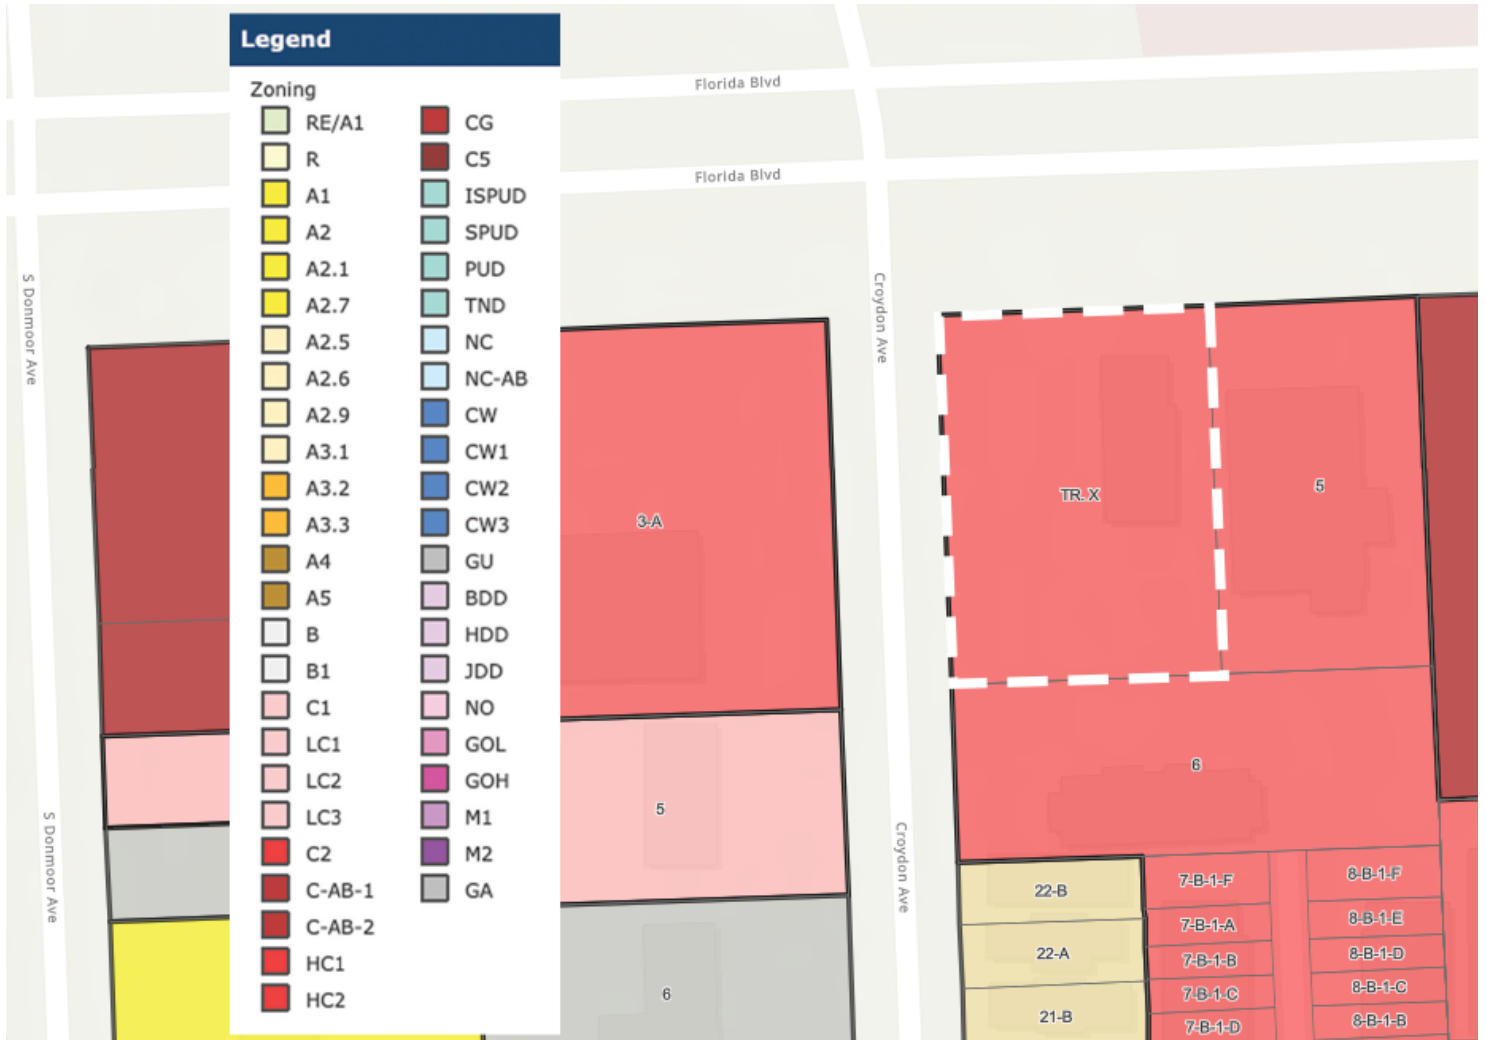 Legend
Zoning
RE/A1
R
A1
A2
A2.1
A2.7
A2.5
A2.6
A2.9
A3.1
A3.2
A3.3
A4
A5
B
B1
C1
LC1
LC2
LC3
C2
C-AB-1
C-AB-2
HC1
HC2
CG
C5
ISPUD
SPUD
PUD
TND
NC
NC-AB
CW
CW1
CW2
CW3
GU
BDD
HDD
JDD
NO
GOL
GOH
M1
M2
GA
Florida Blvd
Florida Blvd
S Donmoor Ave
S Donmoor Ave
Croydon Ave
Croydon Ave
3-A
5
6
TR. X
5
6
22-B
22-A
21-B
7-B-1-F
7-B-1-A
7-B-1-B
7-B-1-C
7-B-1-D
8-B-1-F
8-B-1-E
8-B-1-D
8-B-1-C
8-B-1-B